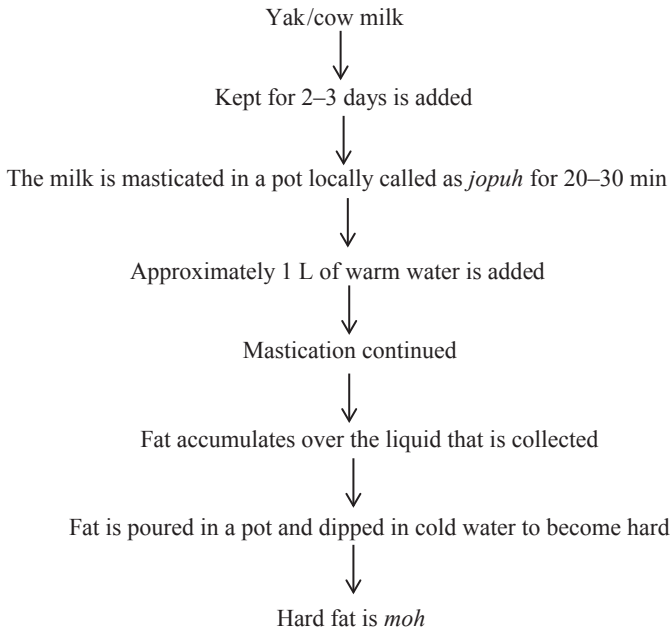 Yak/cow milk
Kept for 2–3 days is added
The milk is masticated in a pot locally called as jopuh for 20–30 min
Approximately 1 L of warm water is added
Mastication continued
Fat accumulates over the liquid that is collected
Fat is poured in a pot and dipped in cold water to become hard
Hard fat is moh